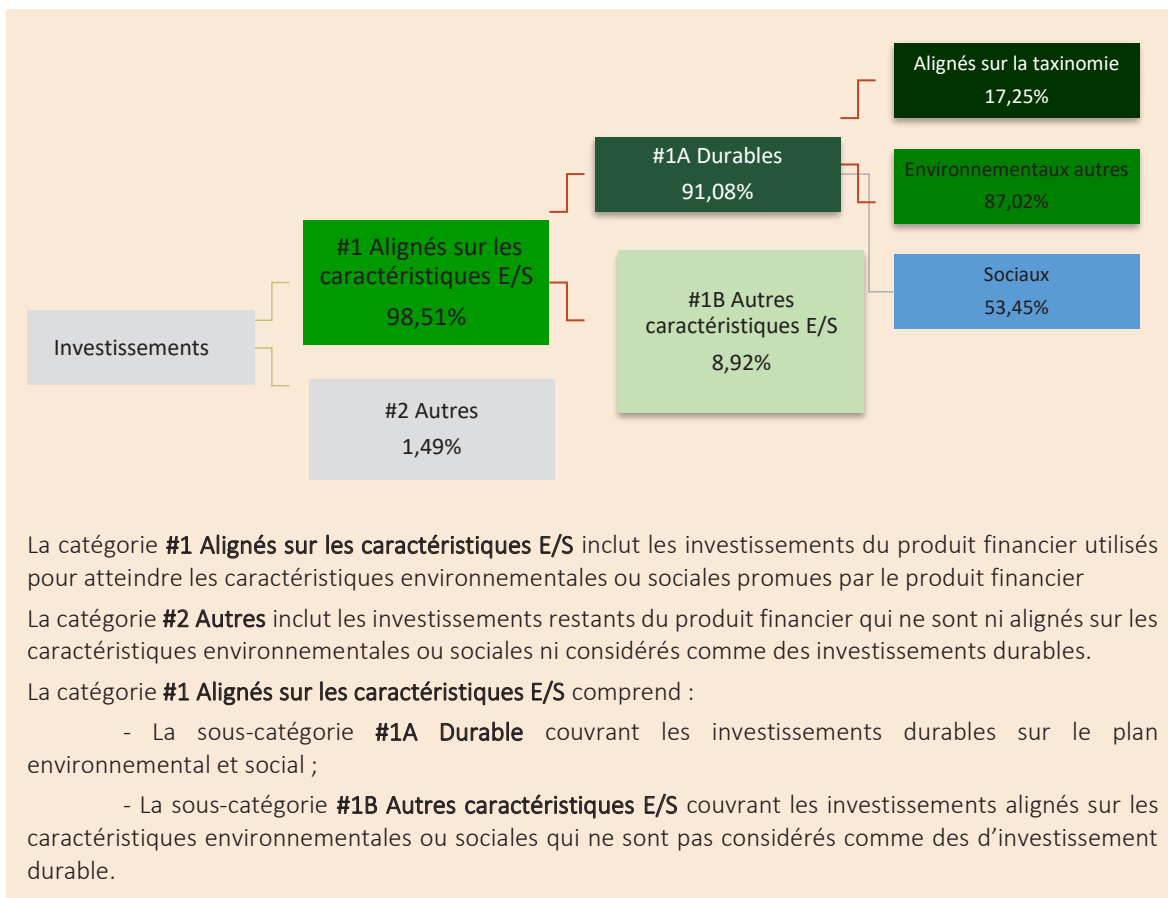 Alignés sur la taxinomie
17,25%
#1A Durables
91,08%
Environnementaux autres
87,02%
#1 Alignés sur les
caractéristiques E/S
98,51%
Sociaux
53,45%
#1B Autres
caractéristiques E/S
8,92%
Investissements
#2 Autres
1,49%
La catégorie #1 Alignés sur les caractéristiques E/S inclut les investissements du produit financier utilisés
pour atteindre les caractéristiques environnementales ou sociales promues par le produit financier
La catégorie #2 Autres inclut les investissements restants du produit financier qui ne sont ni alignés sur les
caractéristiques environnementales ou sociales ni considérés comme des investissements durables.
La catégorie #1 Alignés sur les caractéristiques E/S comprend :
- La sous-catégorie #1A Durable couvrant les investissements durables sur le plan
environnemental et social ;
- La sous-catégorie #1B Autres caractéristiques E/S couvrant les investissements alignés sur les
caractéristiques environnementales ou sociales qui ne sont pas considérés comme des d’investissement
durable.